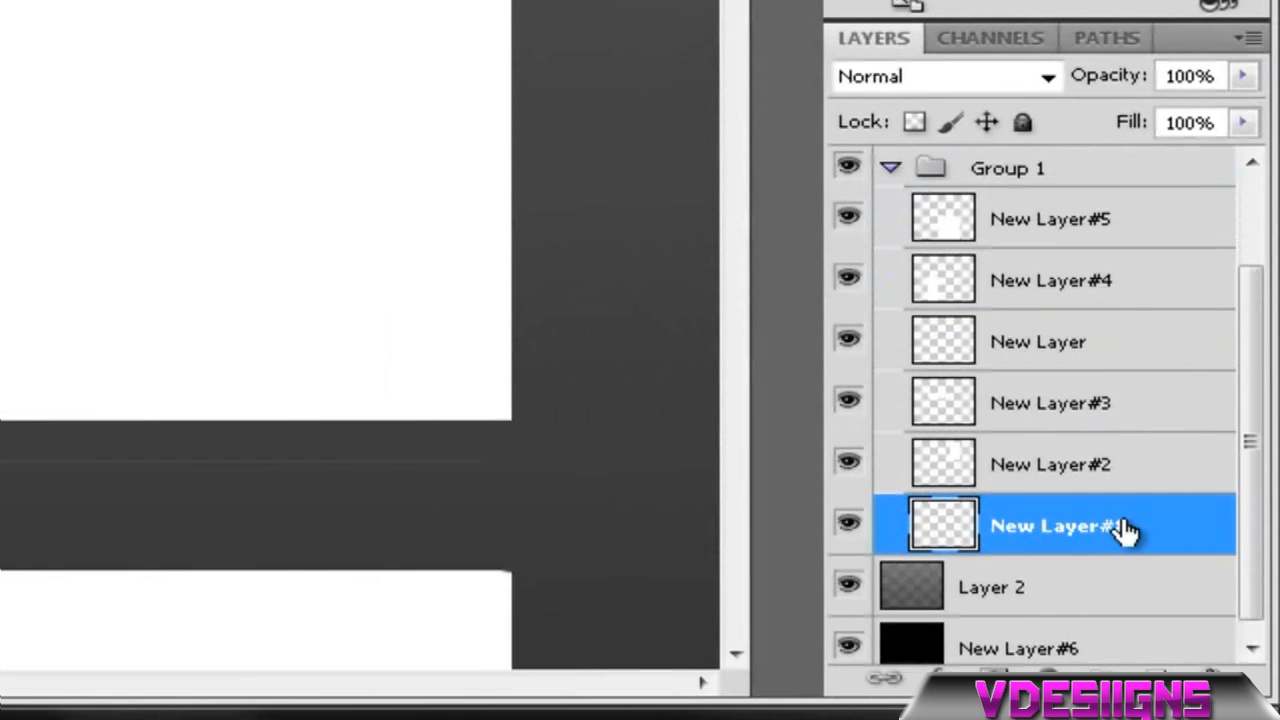 LAYERS CHANNELS PATHS
Normal Opacity: 100%
Lock: Fill: 100%
Group 1
New Layer#5
New Layer#4
New Layer
New Layer#3
New Layer#2
New Layer#
Layer 2
New Layer#6
VDESIIGNS